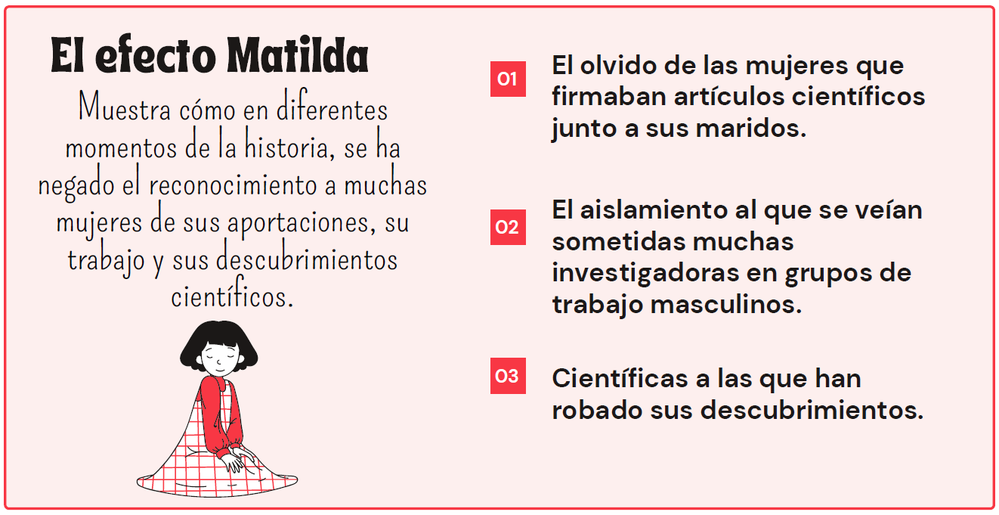 El efecto Matilda
Muestra cómo en diferentes
momentos de la historia, se ha
negado el reconocimiento a muchas
mujeres de sus aportaciones, su
trabajo y sus descubrimientos
científicos.
01
El olvido de las mujeres que
firmaban artículos científicos
junto a sus maridos.
02
El aislamiento al que se veían
sometidas muchas
investigadoras en grupos de
trabajo masculinos.
03
Científicas a las que han
robado sus descubrimientos.